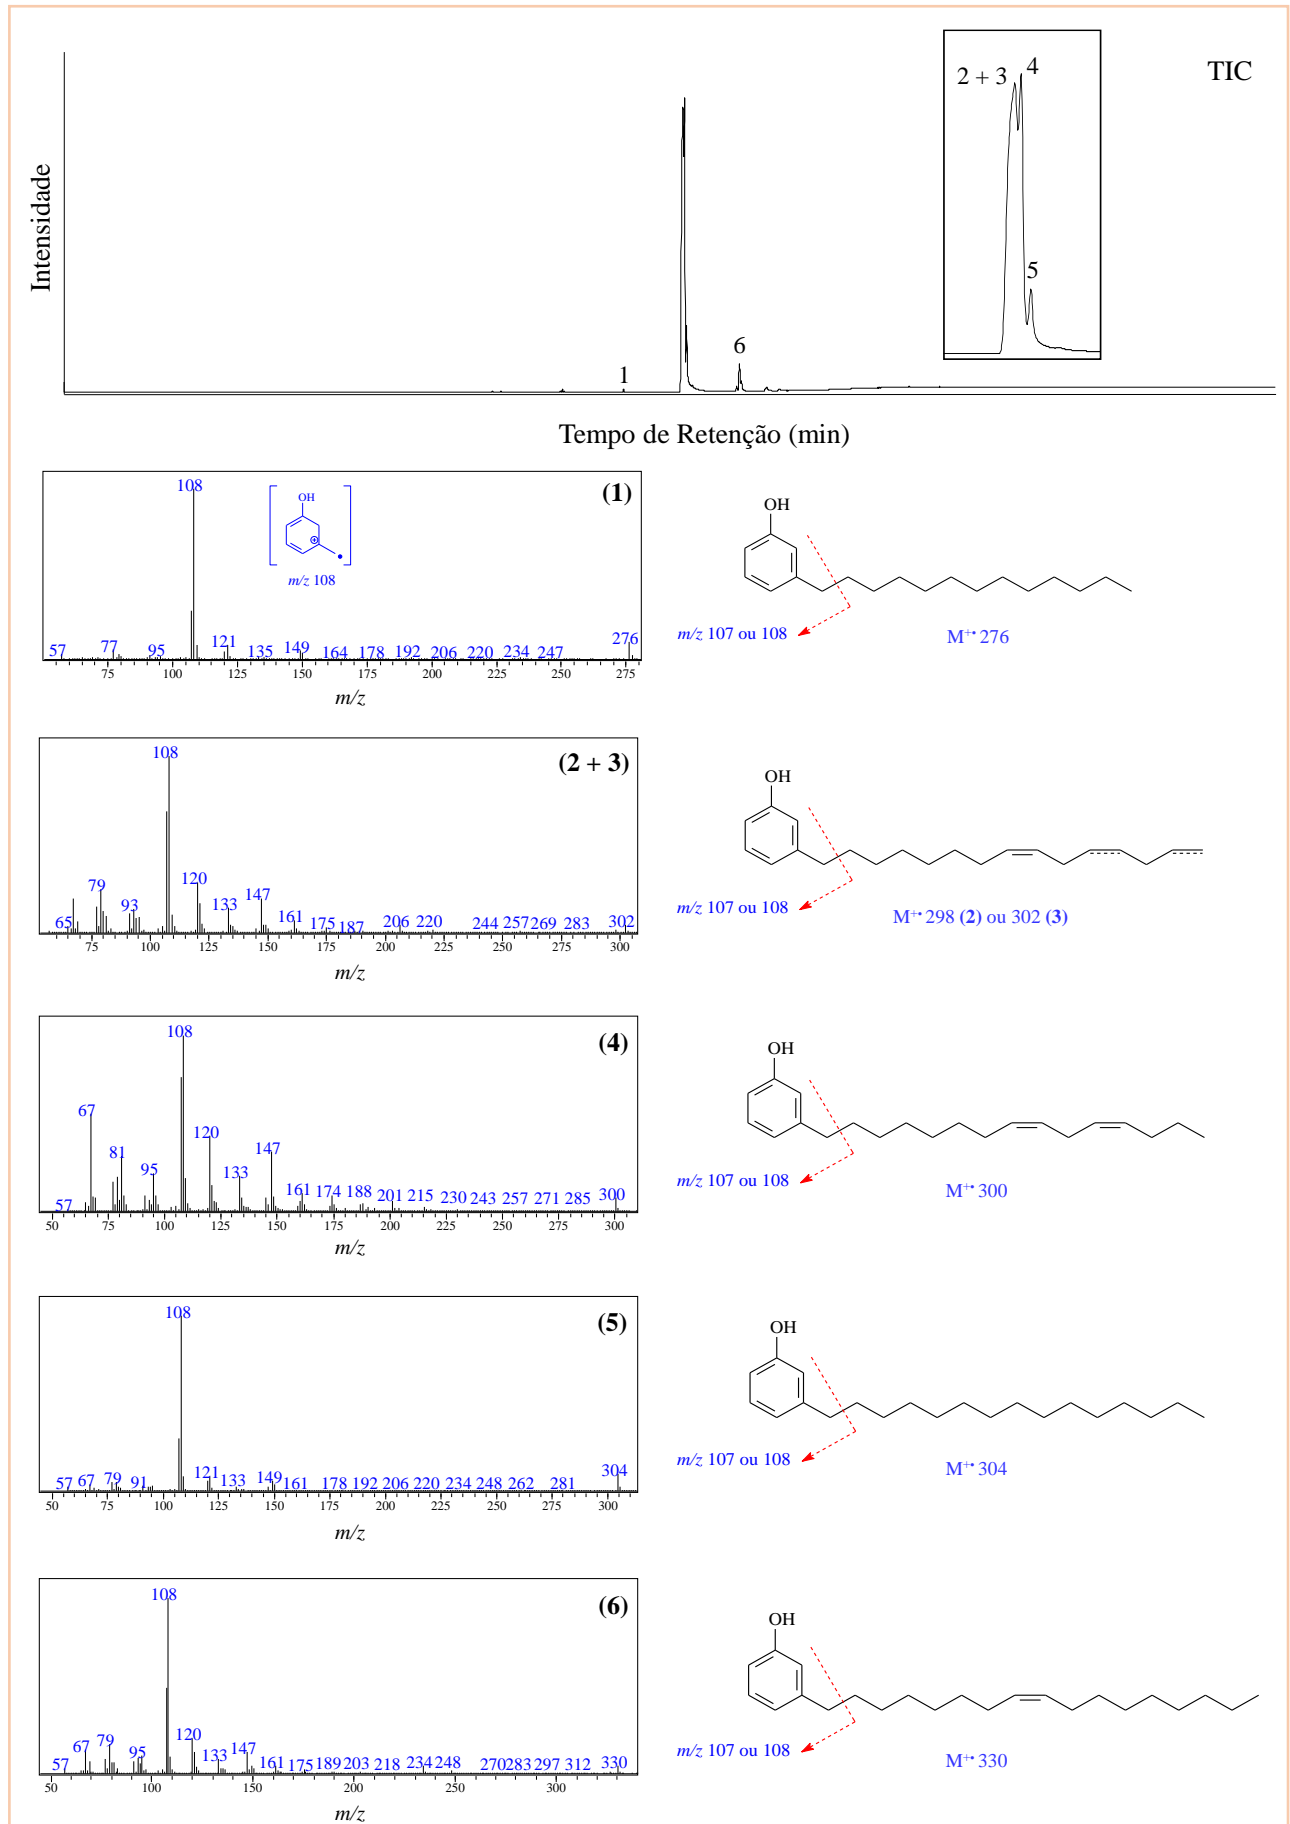 TIC
2 + 3
4
5
Intensidade
1
6
Tempo de Retenção (min)
(1)
108
OH
m/z 108
57 77 95 121 135 149 164 178 192 206 220 234 247 276
75 100 125 150 175 200 225 250 275
m/z
OH
m/z 107 ou 108
M+• 276
(2 + 3)
108
65 79 93 120 133 147 161 175 187 206 220 244 257 269 283 302
75 100 125 150 175 200 225 250 275 300
m/z
OH
m/z 107 ou 108
M+• 298 (2) ou 302 (3)
(4)
108
57 67 81 95 120 133 147 161 174 188 201 215 230 243 257 271 285 300
50 75 100 125 150 175 200 225 250 275 300
m/z
OH
m/z 107 ou 108
M+• 300
(5)
108
57 67 79 91 121 133 149 161 178 192 206 220 234 248 262 281 304
50 75 100 125 150 175 200 225 250 275 300
m/z
OH
m/z 107 ou 108
M+• 304
(6)
108
57 67 79 95 120 133 147 161 175 189 203 218 234 248 270 283 297 312 330
50 100 150 200 250 300
m/z
OH
m/z 107 ou 108
M+• 330